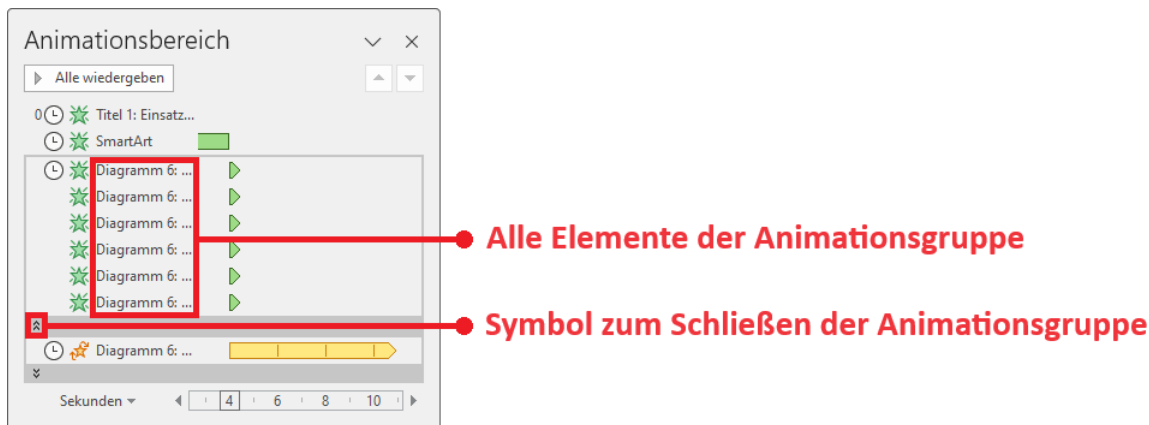 Animationsbereich
Alle wiedergeben
0 Titel 1: Einsatz...
SmartArt
Diagramm 6: ...
Diagramm 6: ...
Diagramm 6: ...
Diagramm 6: ...
Diagramm 6: ...
Diagramm 6: ...
Alle Elemente der Animationsgruppe
Symbol zum Schließen der Animationsgruppe
Diagramm 6: ...
Sekunden 4 6 8 10